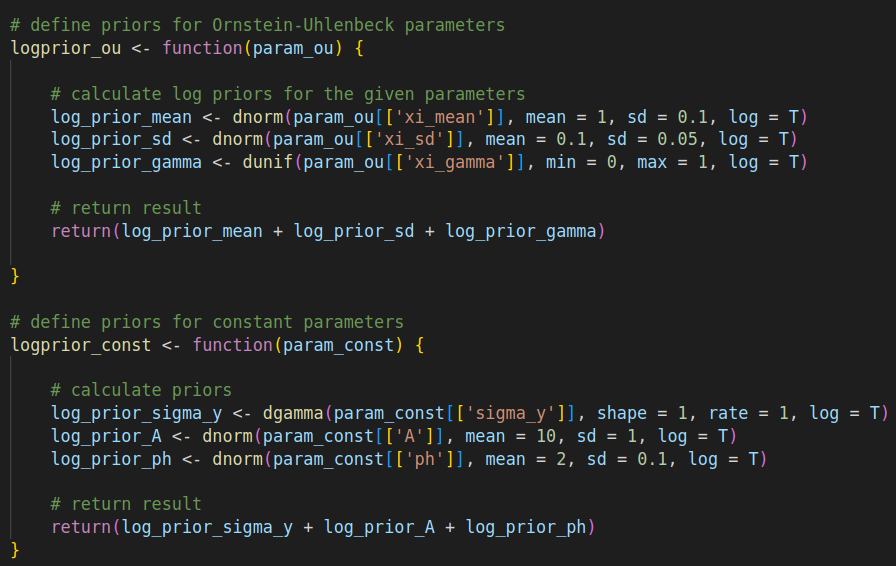 # define priors for Ornstein-Uhlenbeck parameters
logprior_ou <- function(param_ou) {
    # calculate log priors for the given parameters
    log_prior_mean <- dnorm(param_ou[['xi_mean']], mean = 1, sd = 0.1, log = T)
    log_prior_sd <- dnorm(param_ou[['xi_sd']], mean = 0.1, sd = 0.05, log = T)
    log_prior_gamma <- dunif(param_ou[['xi_gamma']], min = 0, max = 1, log = T)
    # return result
    return(log_prior_mean + log_prior_sd + log_prior_gamma)
}
# define priors for constant parameters
logprior_const <- function(param_const) {
    # calculate priors
    log_prior_sigma_y <- dgamma(param_const[['sigma_y']], shape = 1, rate = 1, log = T)
    log_prior_A <- dnorm(param_const[['A']], mean = 10, sd = 1, log = T)
    log_prior_ph <- dnorm(param_const[['ph']], mean = 2, sd = 0.1, log = T)
    # return result
    return(log_prior_sigma_y + log_prior_A + log_prior_ph)
}